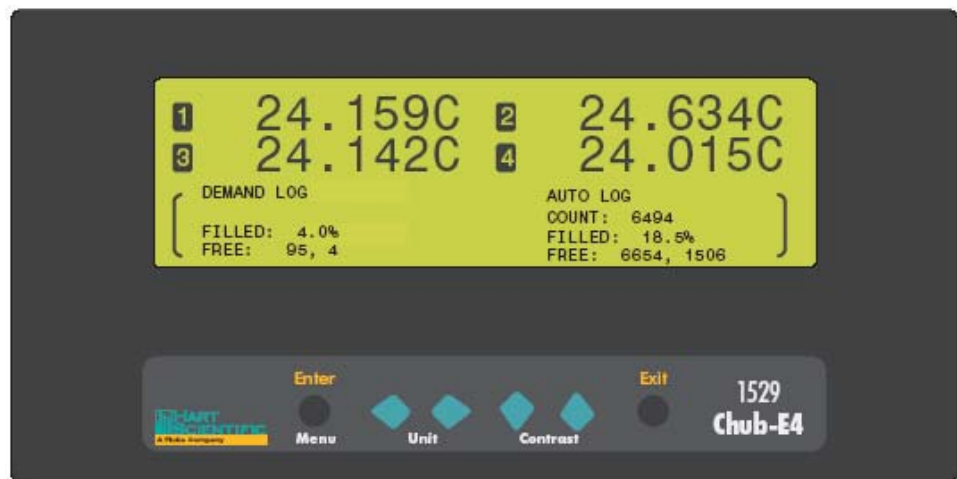 1 24.159C 2 24.634C
3 24.142C 4 24.015C
DEMAND LOG
FILLED: 4.0%
FREE: 95, 4
AUTO LOG
COUNT: 6494
FILLED: 18.5%
FREE: 6654, 1506
Enter
Exit
HART
SCIENTIFIC
A Fluke Company
Menu
Unit
Contrast
1529
Chub-E4